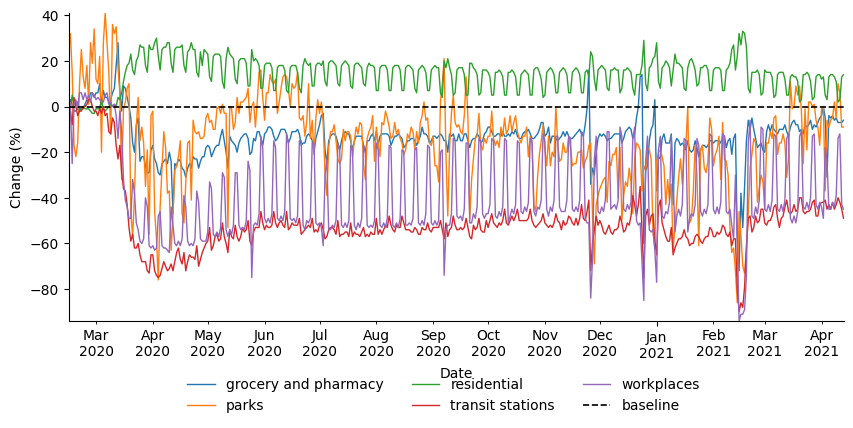 40
20
0
−20
−40
−60
−80
Change (%)
Mar Apr May Jun Jul Aug Sep Oct Nov Dec Jan Feb Mar Apr
2020 2020 2020 2020 2020 2020 2020 2020 2020 2020 2021 2021 2021 2021
Date
grocery and pharmacy residential workplaces
parks transit stations baseline